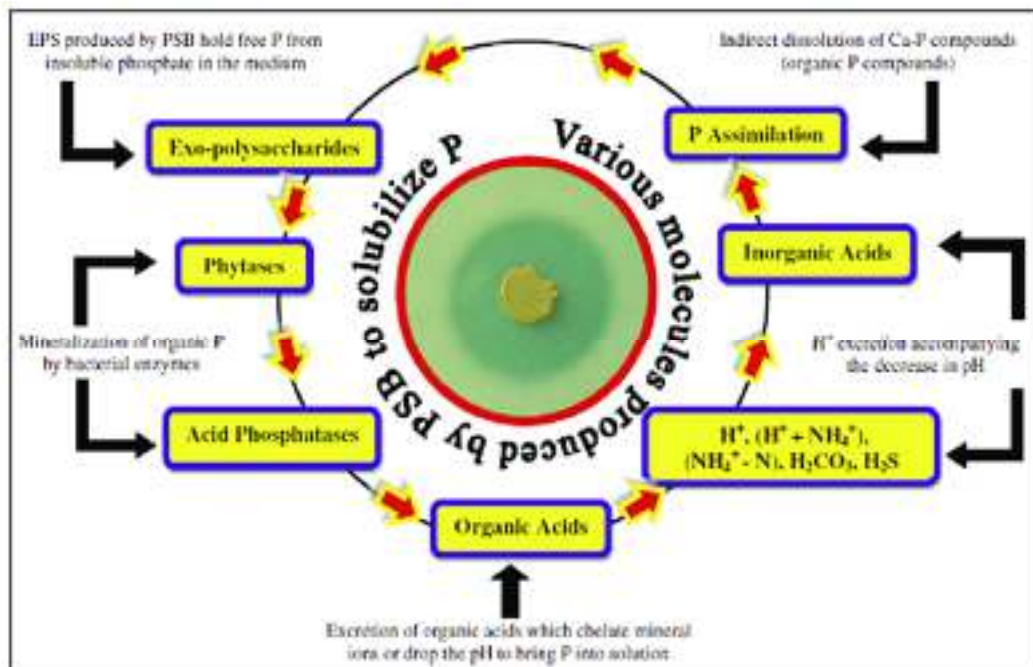 EPS produced by PSB hold free P from
insoluble phosphate in the medium
Indirect dissolution of Ca-P compounds
(organic P compounds)
Exo-polysaccharides
P Assimilation
Various molecules produced by PSB to solubilize P
Phytases
Inorganic Acids
Mineralization of organic P
by bacterial enzymes
H⁺ excretion accompanying
the decrease in pH
Acid Phosphatases
H⁺, (H⁺ + NH₄⁺),
(NH₄⁺ - N), H₂CO₃, H₂S
Organic Acids
Excretion of organic acids which chelate mineral
ions or drop the pH to bring P into solution